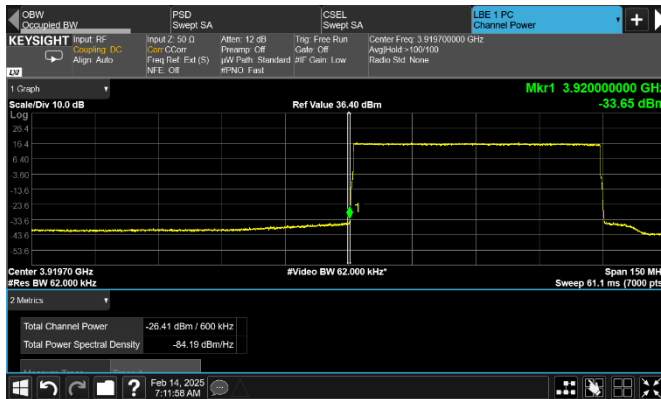 OBW
Occupied BW
PSD
Swept SA
CSEL
Swept SA
LBE 1 PC
Channel Power
KEYSIGHT
Input: RF
Coupling: DC
Align: Auto
Input Z: 50 Ω
Corr CCorr
Freq Ref: Ext (S)
NFE: Off
Atten: 12 dB
Preamp: Off
µW Path: Standard
#PNO: Fast
Trig: Free Run
Gate: Off
#IF Gain: Low
Center Freq: 3.919700000 GHz
Avg|Hold:>100/100
Radio Std: None
1 Graph
Mkr1 3.920000000 GHz
Scale/Div 10.0 dB
Ref Value 36.40 dBm
-33.65 dBm
Log
26.4
16.4
6.40
-3.60
-13.6
-23.6
-33.6
-43.6
-53.6
1
Center 3.91970 GHz
#Video BW 62.000 kHz*
Span 150 MH
#Res BW 62.000 kHz
Sweep 61.1 ms (7000 pts
2 Metrics
Total Channel Power -26.41 dBm / 600 kHz
Total Power Spectral Density -84.19 dBm/Hz
Feb 14, 2025
7:11:58 AM